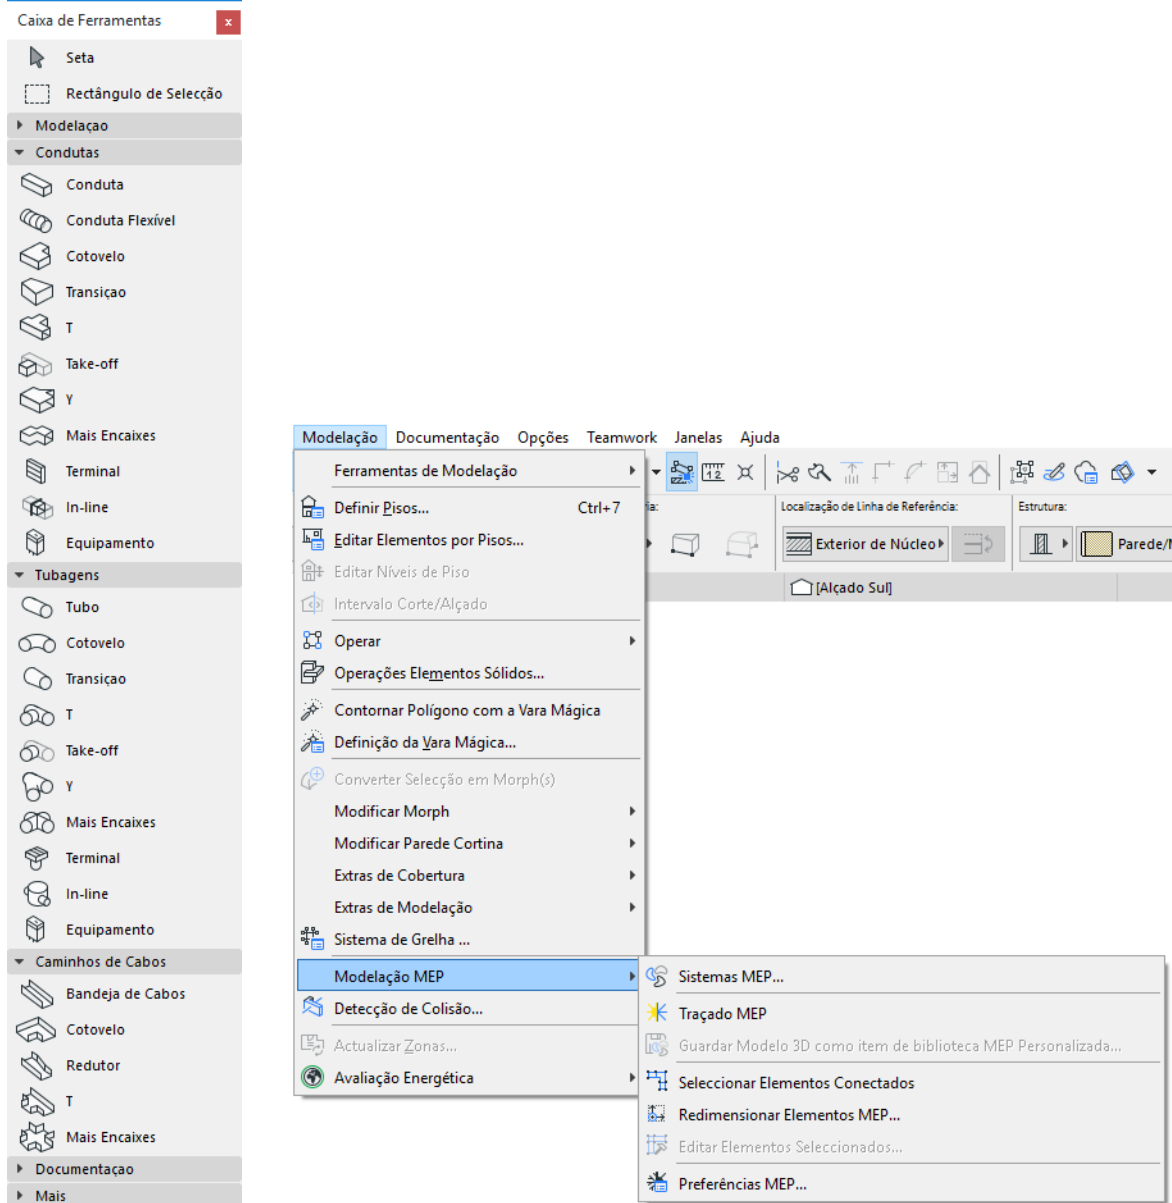 Caixa de Ferramentas
x
Seta
Rectângulo de Selecção
Modelaçao
Condutas
Conduta
Conduta Flexível
Cotovelo
Transiçao
T
Take-off
Y
Mais Encaixes
Terminal
In-line
Equipamento
Tubagens
Tubo
Cotovelo
Transiçao
T
Take-off
Y
Mais Encaixes
Terminal
In-line
Equipamento
Caminhos de Cabos
Bandeja de Cabos
Cotovelo
Redutor
T
Mais Encaixes
Documentaçao
Mais
Modelação Documentação Opções Teamwork Janelas Ajuda
Ferramentas de Modelação
Definir Pisos... Ctrl+7
Editar Elementos por Pisos...
Editar Níveis de Piso
Intervalo Corte/Alçado
Operar
Operações Elementos Sólidos...
Contornar Polígono com a Vara Mágica
Definição da Vara Mágica...
Converter Selecção em Morph(s)
Modificar Morph
Modificar Parede Cortina
Extras de Cobertura
Extras de Modelação
Sistema de Grelha ...
Modelação MEP
Detecção de Colisão...
Actualizar Zonas...
Avaliação Energética
1 2
ia:
Localização de Linha de Referência:
Estrutura:
Exterior de Núcleo
Parede/
[Alçado Sul]
Sistemas MEP...
Traçado MEP
Guardar Modelo 3D como item de biblioteca MEP Personalizada...
Seleccionar Elementos Conectados
Redimensionar Elementos MEP...
Editar Elementos Seleccionados...
Preferências MEP...